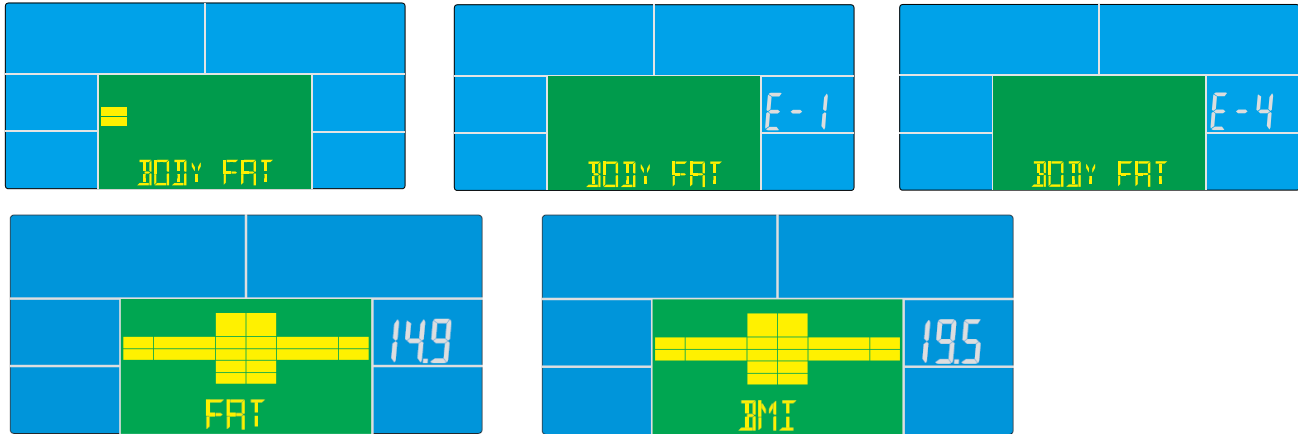 BODY FAT
E-1
BODY FAT
E-4
BODY FAT
14.9
FAT
19.5
BMI